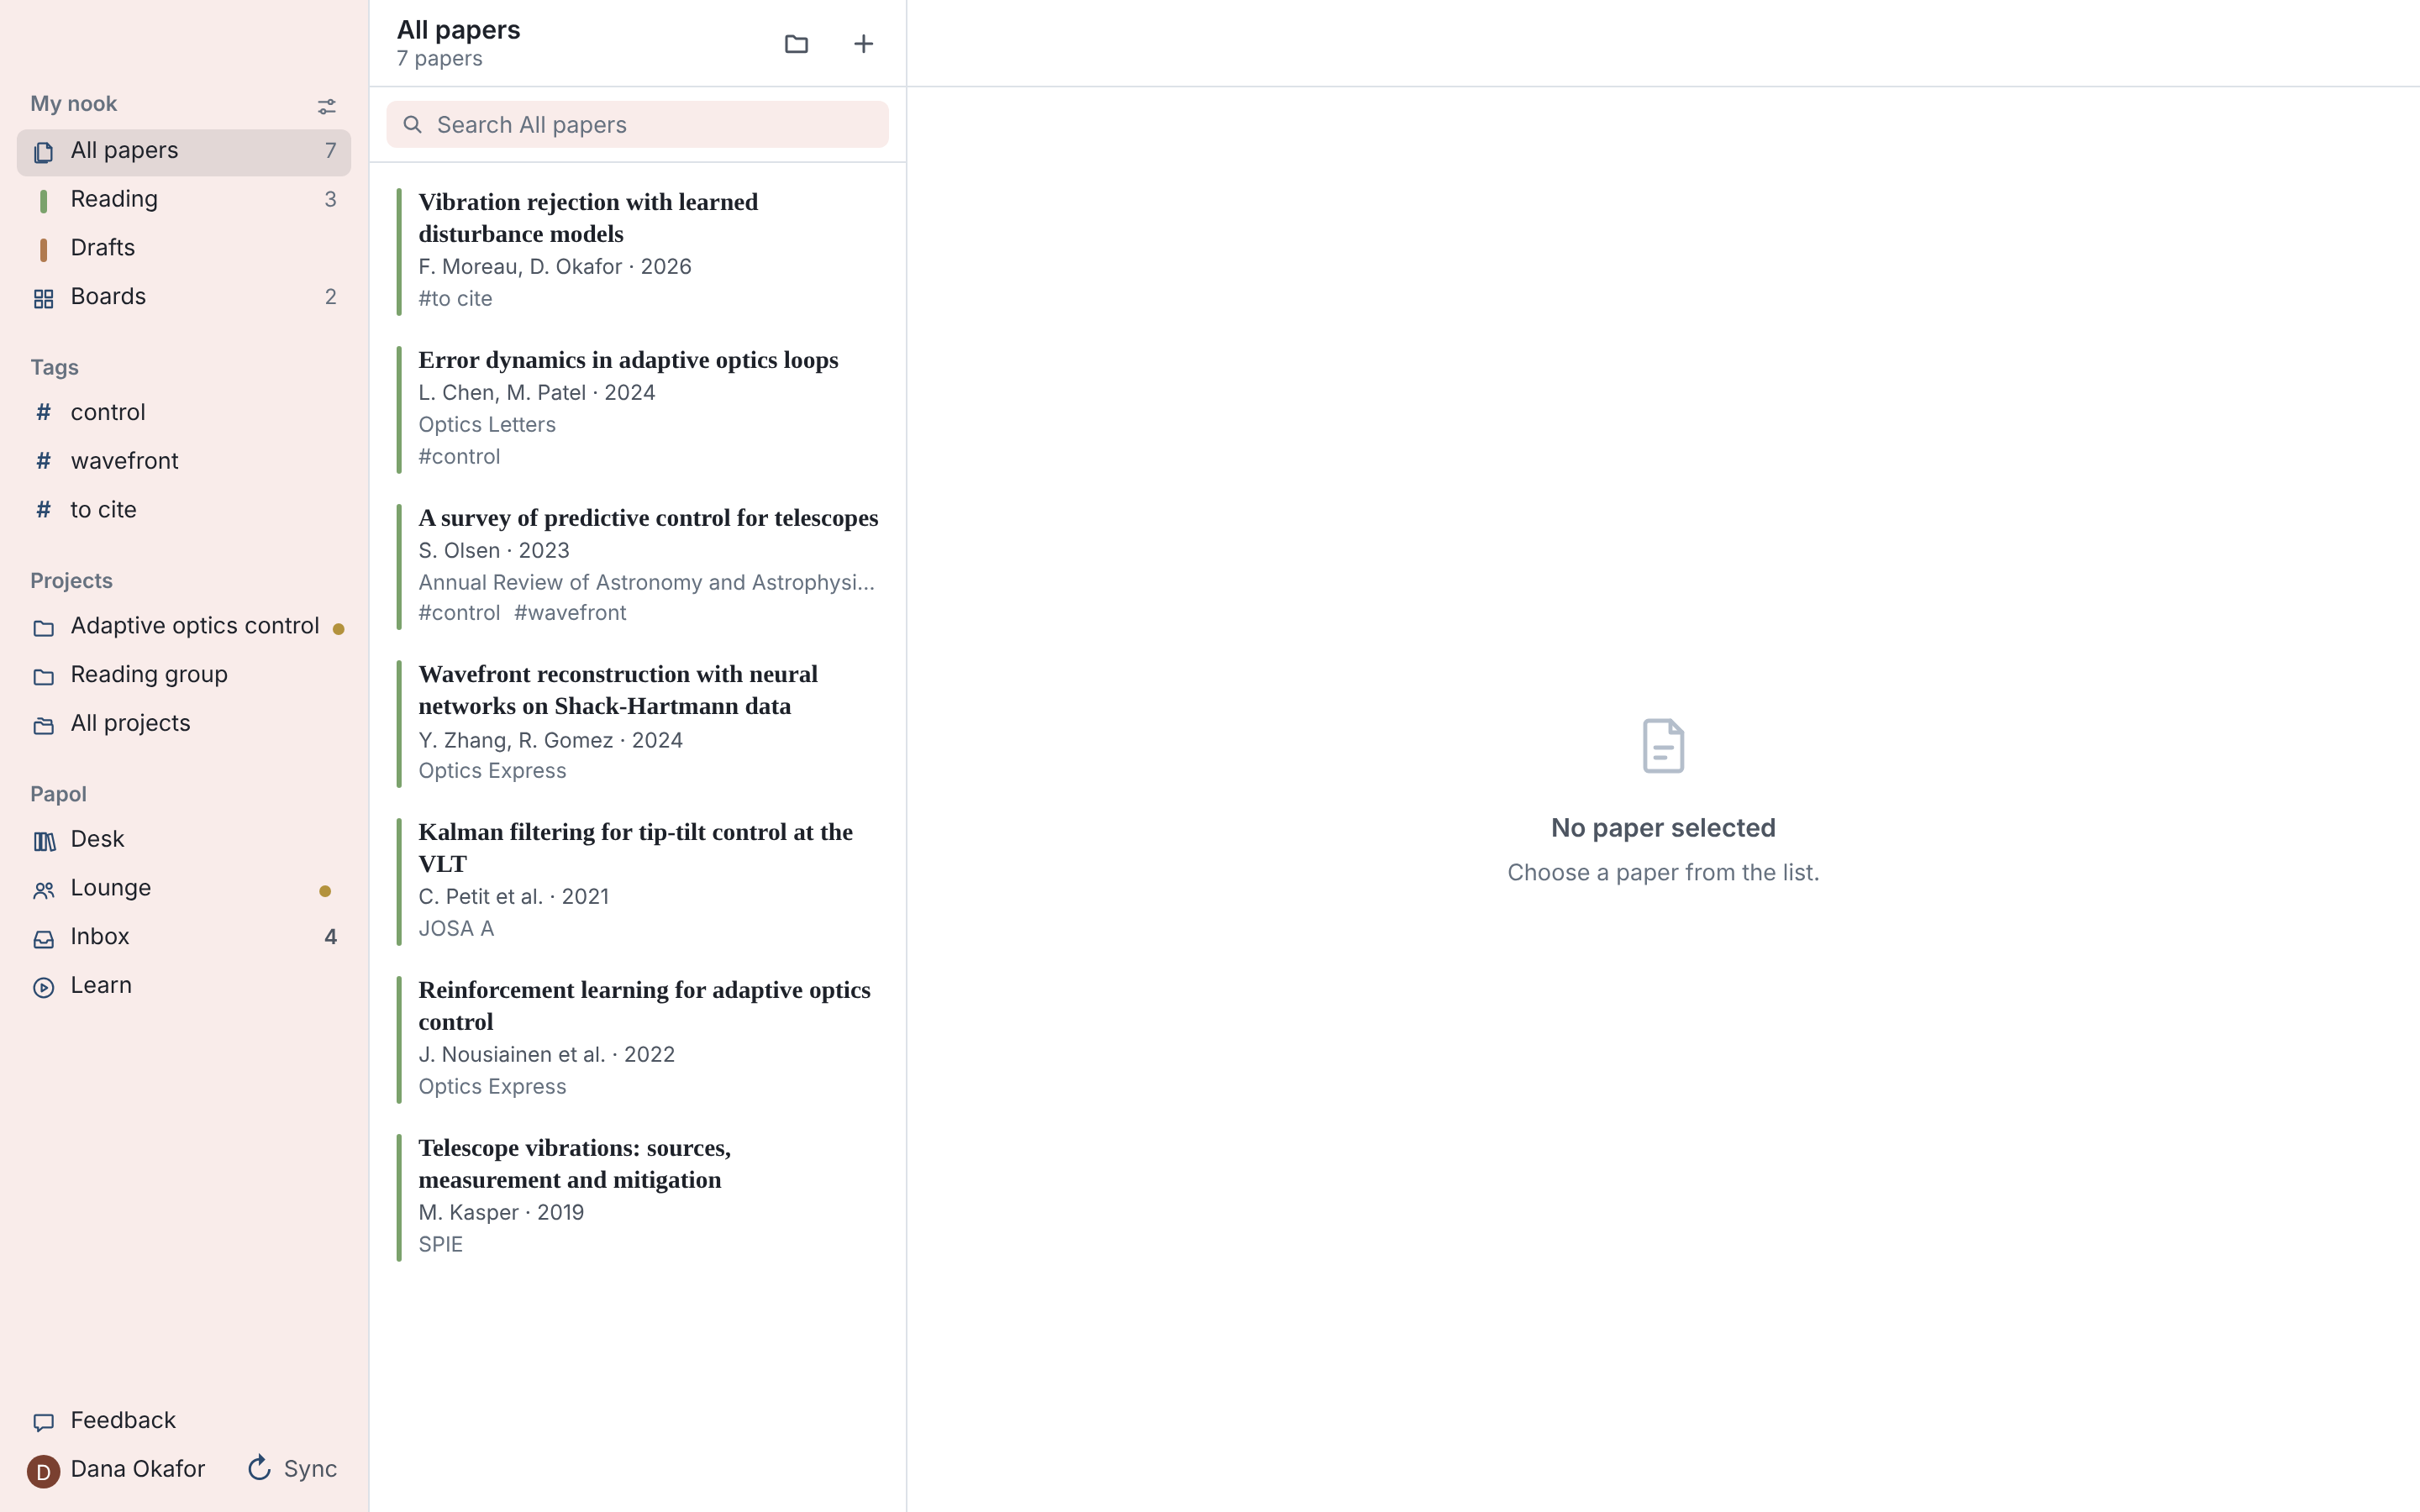 My nook
All papers 7
Reading 3
Drafts
Boards 2
Tags
# control
# wavefront
# to cite
Projects
Adaptive optics control
Reading group
All projects
Papol
Desk
Lounge
Inbox 4
Learn
Feedback
D Dana Okafor Sync
All papers
7 papers
Search All papers
Vibration rejection with learned
disturbance models
F. Moreau, D. Okafor · 2026
#to cite
Error dynamics in adaptive optics loops
L. Chen, M. Patel · 2024
Optics Letters
#control
A survey of predictive control for telescopes
S. Olsen · 2023
Annual Review of Astronomy and Astrophysi...
#control #wavefront
Wavefront reconstruction with neural
networks on Shack-Hartmann data
Y. Zhang, R. Gomez · 2024
Optics Express
Kalman filtering for tip-tilt control at the
VLT
C. Petit et al. · 2021
JOSA A
Reinforcement learning for adaptive optics
control
J. Nousiainen et al. · 2022
Optics Express
Telescope vibrations: sources,
measurement and mitigation
M. Kasper · 2019
SPIE
No paper selected
Choose a paper from the list.